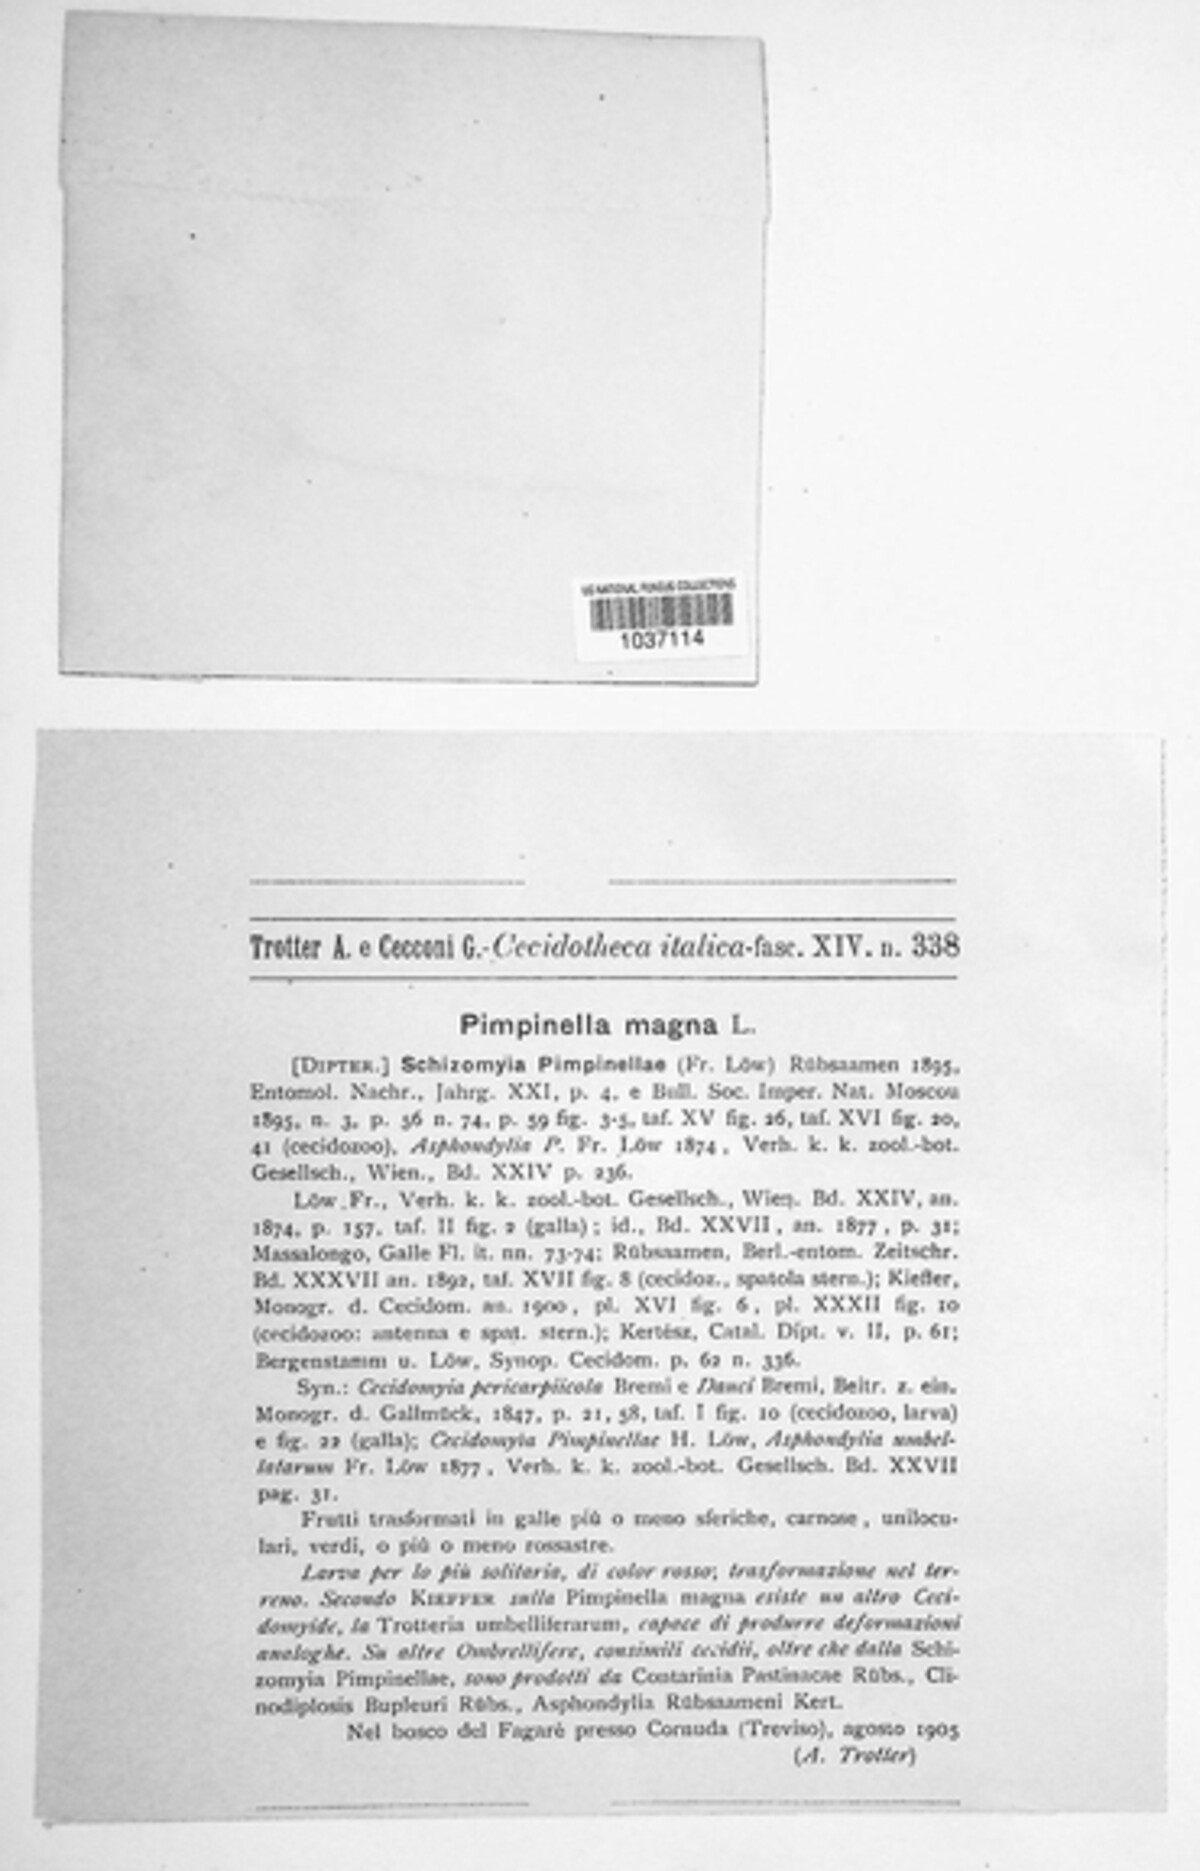 US NATIONAL FUNGUS COLLECTIONS
1037114
Trotter A. e Cecconi G.-Cecidotheca italica-fasc. XIV. n. 338
Pimpinella magna L.
[DIPTER.] Schizomyia Pimpinellae (Fr. Löw) Rübsaamen 1895,
Entomol. Nachr., Jahrg. XXI, p. 4, e Bull. Soc. Imper. Nat. Moscou
1895, n. 3, p. 56 n. 74, p. 59 fig. 3-5, taf. XV fig. 26, taf. XVI fig. 20,
41 (cecidozoo), Asphondylia P. Fr. Löw 1874, Verh. k. k. zool.-bot.
Gesellsch., Wien., Bd. XXIV p. 236.
Löw Fr., Verh. k. k. zool.-bot. Gesellsch., Wien. Bd. XXIV, an.
1874, p. 157, taf. II fig. 2 (galla); id., Bd. XXVII, an. 1877, p. 31;
Massalongo, Galle Fl. it. nn. 73-74; Rübsaamen, Berl.-entom. Zeitschr.
Bd. XXXVII an. 1892, taf. XVII fig. 8 (cecidoz., spatola stern.); Kieffer,
Monogr. d. Cecidom. an. 1900, pl. XVI fig. 6, pl. XXXII fig. 10
(cecidozoo: antenna e spat. stern.); Kertész, Catal. Dipt. v. II, p. 61;
Bergenstamm u. Löw, Synop. Cecidom. p. 62 n. 336.
Syn.: Cecidomyia pericarpiicola Bremi e Dauci Bremi, Beitr. z. ein.
Monogr. d. Gallmück, 1847, p. 21, 58, taf. I fig. 10 (cecidozoo, larva)
e fig. 22 (galla); Cecidomyia Pimpinellae H. Löw, Asphondylia umbel-
latarum Fr. Löw 1877, Verh. k. k. zool.-bot. Gesellsch. Bd. XXVII
pag. 31.
Frutti trasformati in galle più o meno sferiche, carnose, unilocu-
lari, verdi, o più o meno rossastre.
Larva per lo più solitaria, di color rosso; trasformazione nel ter-
reno. Secondo KIEFFER sulla Pimpinella magna esiste un altro Ceci-
domyide, la Trotteria umbelliferarum, capace di produrre deformazioni
analoghe. Su altre Ombrellifere, consimili cecidii, oltre che dalla Schi-
zomyia Pimpinellae, sono prodotti da Contarinia Pastinacae Rübs., Cli-
nodiplosis Bupleuri Rübs., Asphondylia Rübsaameni Kert.
Nel bosco del Fagarè presso Cornuda (Treviso), agosto 1905
(A. Trotter)